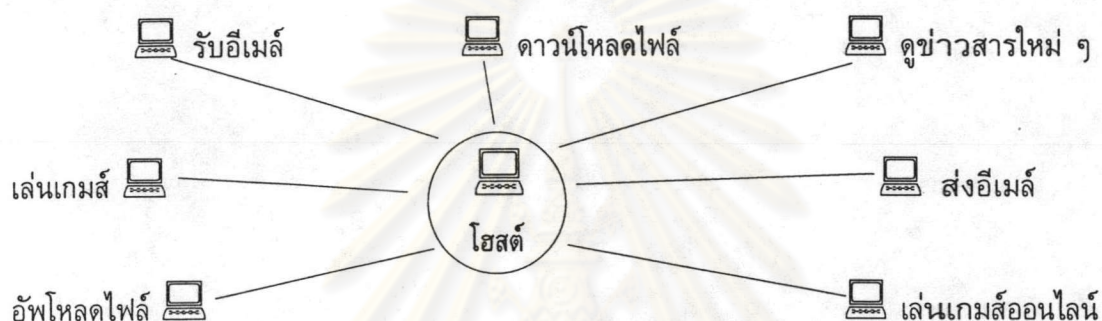 รับอีเมล์
ดาวน์โหลดไฟล์
ดูข่าวสารใหม่ ๆ
เล่นเกมส์
ส่งอีเมล์
โฮสต์
อัพโหลดไฟล์
เล่นเกมส์ออนไลน์